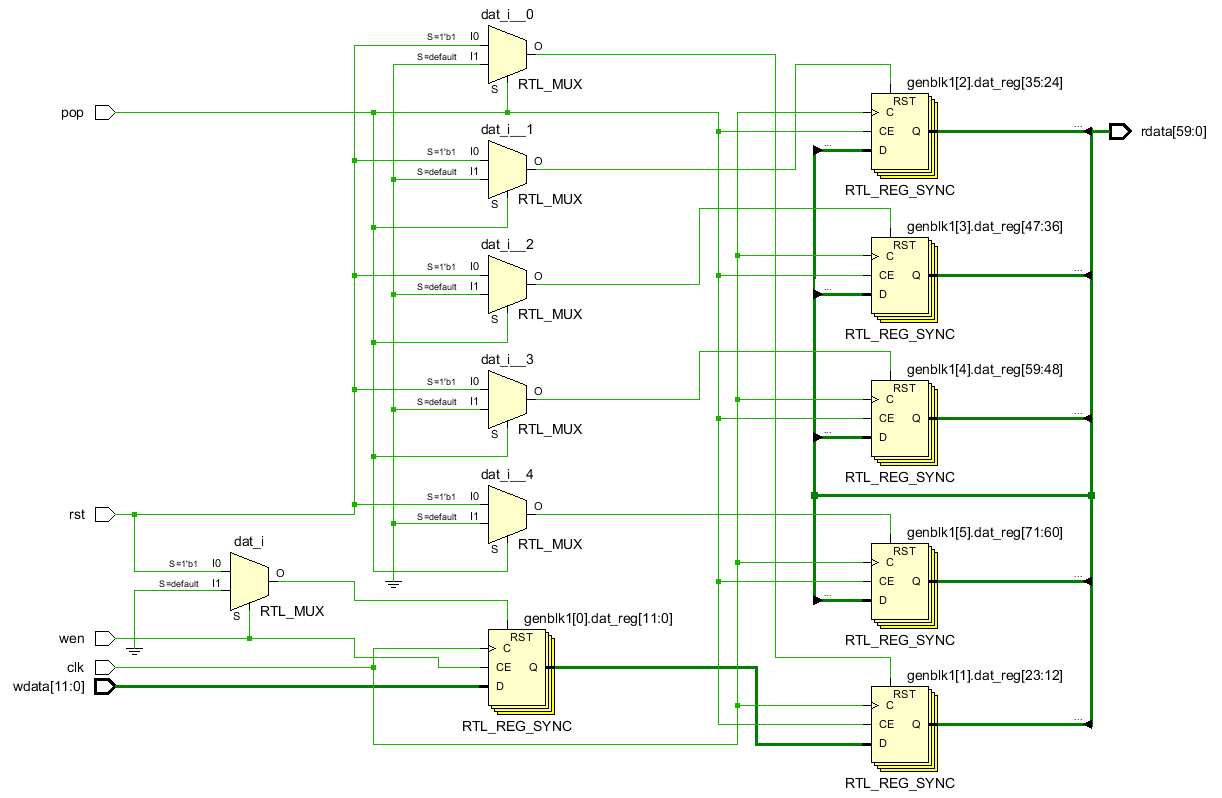 dat_i__0
S=1'b1 I0
S=default I1
O
S
RTL_MUX
pop
dat_i__1
S=1'b1 I0
S=default I1
O
S
RTL_MUX
dat_i__2
S=1'b1 I0
S=default I1
O
S
RTL_MUX
dat_i__3
S=1'b1 I0
S=default I1
O
S
RTL_MUX
dat_i__4
S=1'b1 I0
S=default I1
O
S
RTL_MUX
rst
dat_i
S=1'b1 I0
S=default I1
O
S
RTL_MUX
wen
clk
wdata[11:0]
genblk1[0].dat_reg[11:0]
RST
C
CE Q
D
RTL_REG_SYNC
genblk1[2].dat_reg[35:24]
RST
C
CE Q
... D
RTL_REG_SYNC
...
rdata[59:0]
genblk1[3].dat_reg[47:36]
RST
C
CE Q
... D
RTL_REG_SYNC
...
genblk1[4].dat_reg[59:48]
RST
C
CE Q
... D
RTL_REG_SYNC
...
genblk1[5].dat_reg[71:60]
RST
C
CE Q
... D
RTL_REG_SYNC
...
genblk1[1].dat_reg[23:12]
RST
C
CE Q
D
RTL_REG_SYNC
...